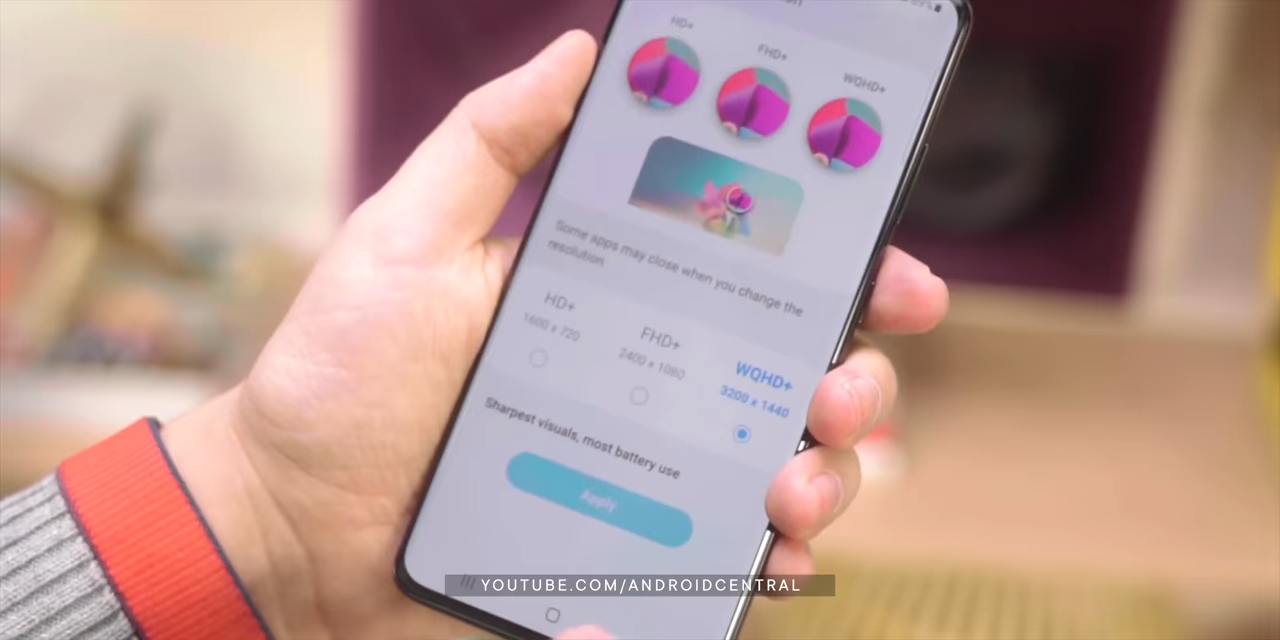 HD+
FHD+
WQHD+
Some apps may close when you change the
resolution.
HD+
1600 x 720
FHD+
2400 x 1080
WQHD+
3200 x 1440
Sharpest visuals, most battery use
Apply
YOUTUBE.COM/ANDROIDCENTRAL